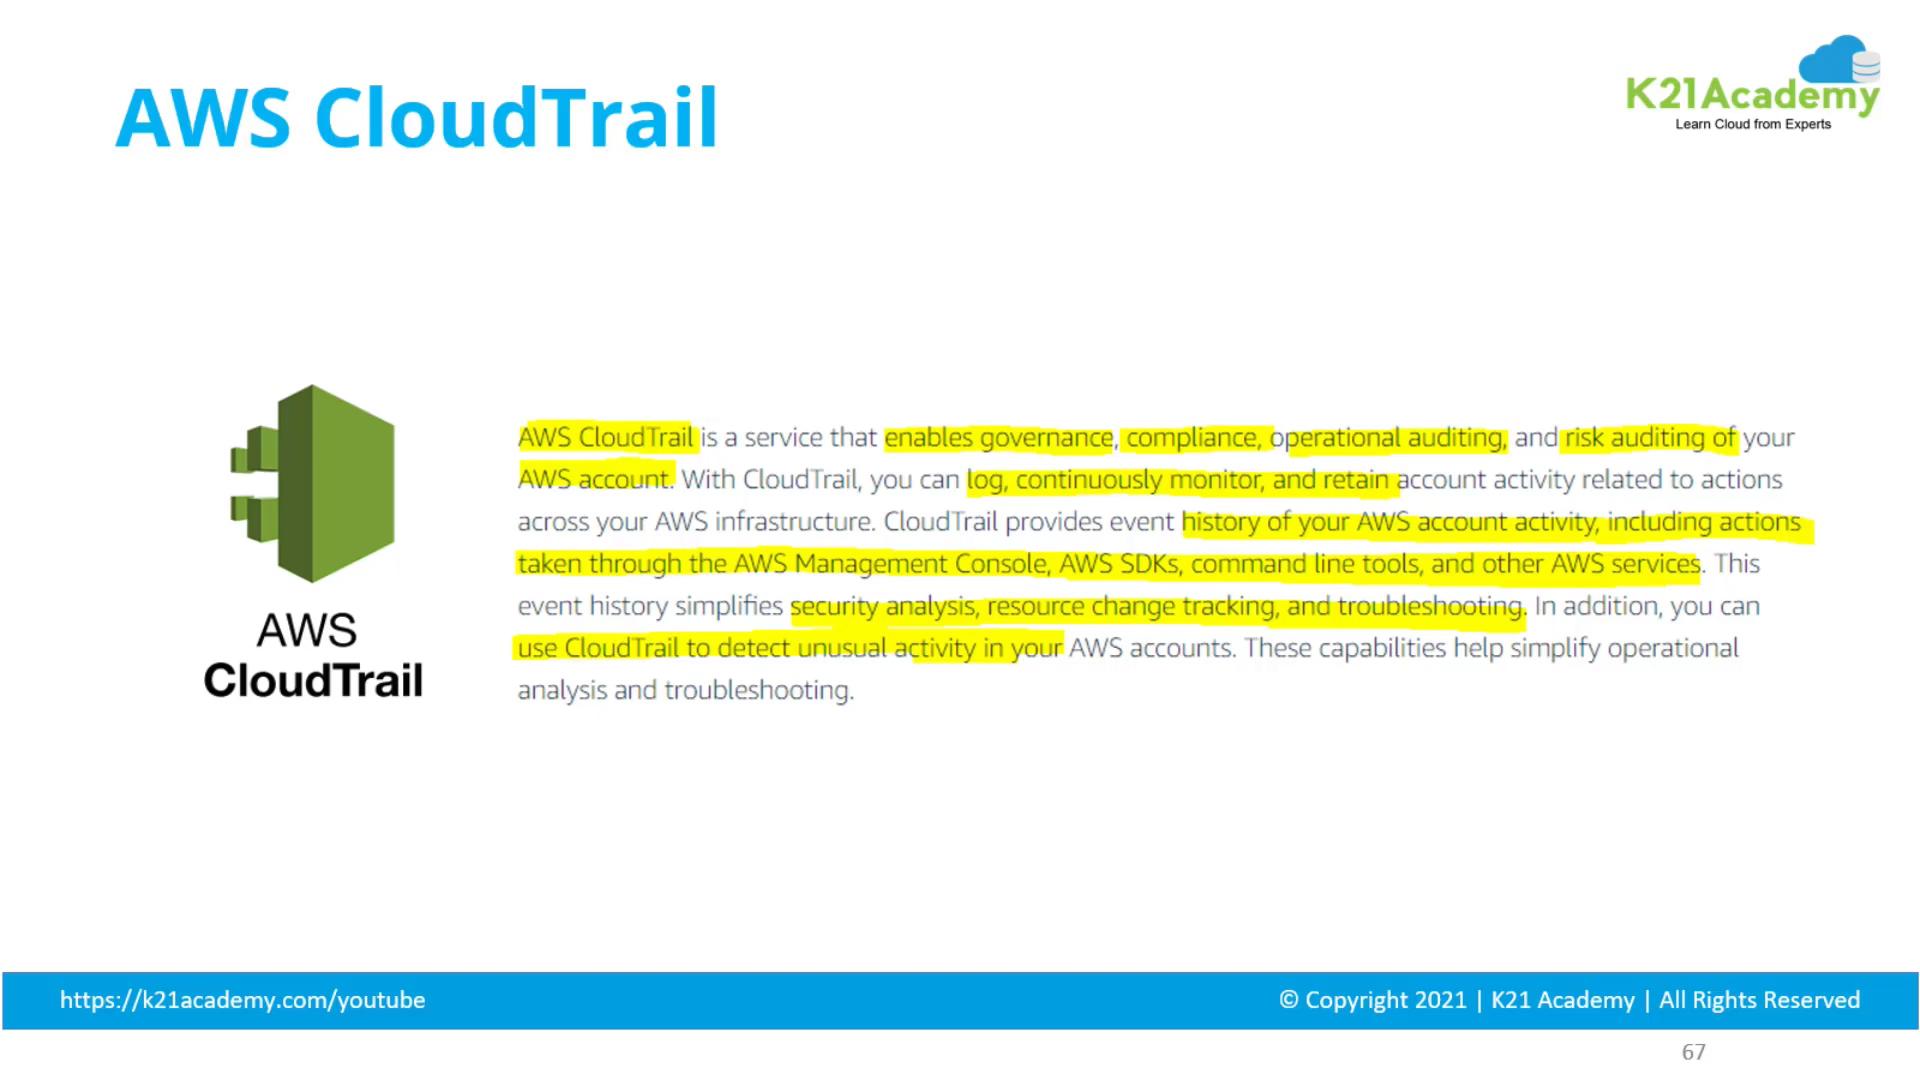 AWS CloudTrail
K21Academy
Learn Cloud from Experts
AWS CloudTrail is a service that enables governance, compliance, operational auditing, and risk auditing of your
AWS account. With CloudTrail, you can log, continuously monitor, and retain account activity related to actions
across your AWS infrastructure. CloudTrail provides event history of your AWS account activity, including actions
taken through the AWS Management Console, AWS SDKs, command line tools, and other AWS services. This
event history simplifies security analysis, resource change tracking, and troubleshooting. In addition, you can
use CloudTrail to detect unusual activity in your AWS accounts. These capabilities help simplify operational
analysis and troubleshooting.
AWS
CloudTrail
https://k21academy.com/youtube
© Copyright 2021 | K21 Academy | All Rights Reserved
67